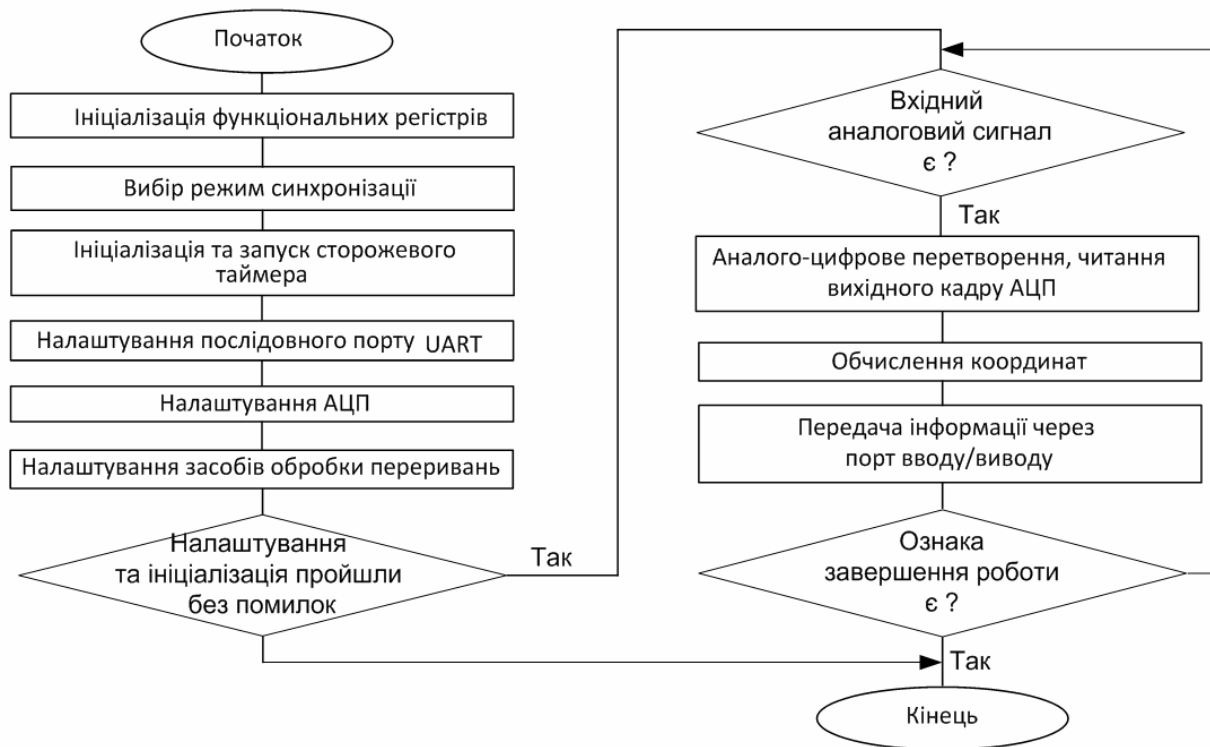 Початок
Ініціалізація функціональних регістрів
Вибір режим синхронізації
Ініціалізація та запуск сторожевого
таймера
Налаштування послідовного порту UART
Налаштування АЦП
Налаштування засобів обробки переривань
Налаштування
та ініціалізація пройшли
без помилок
Так
Вхідний
аналоговий сигнал
є ?
Так
Аналого-цифрове перетворення, читання
вихідного кадру АЦП
Обчислення координат
Передача інформації через
порт вводу/виводу
Ознака
завершення роботи
є ?
Так
Кінець